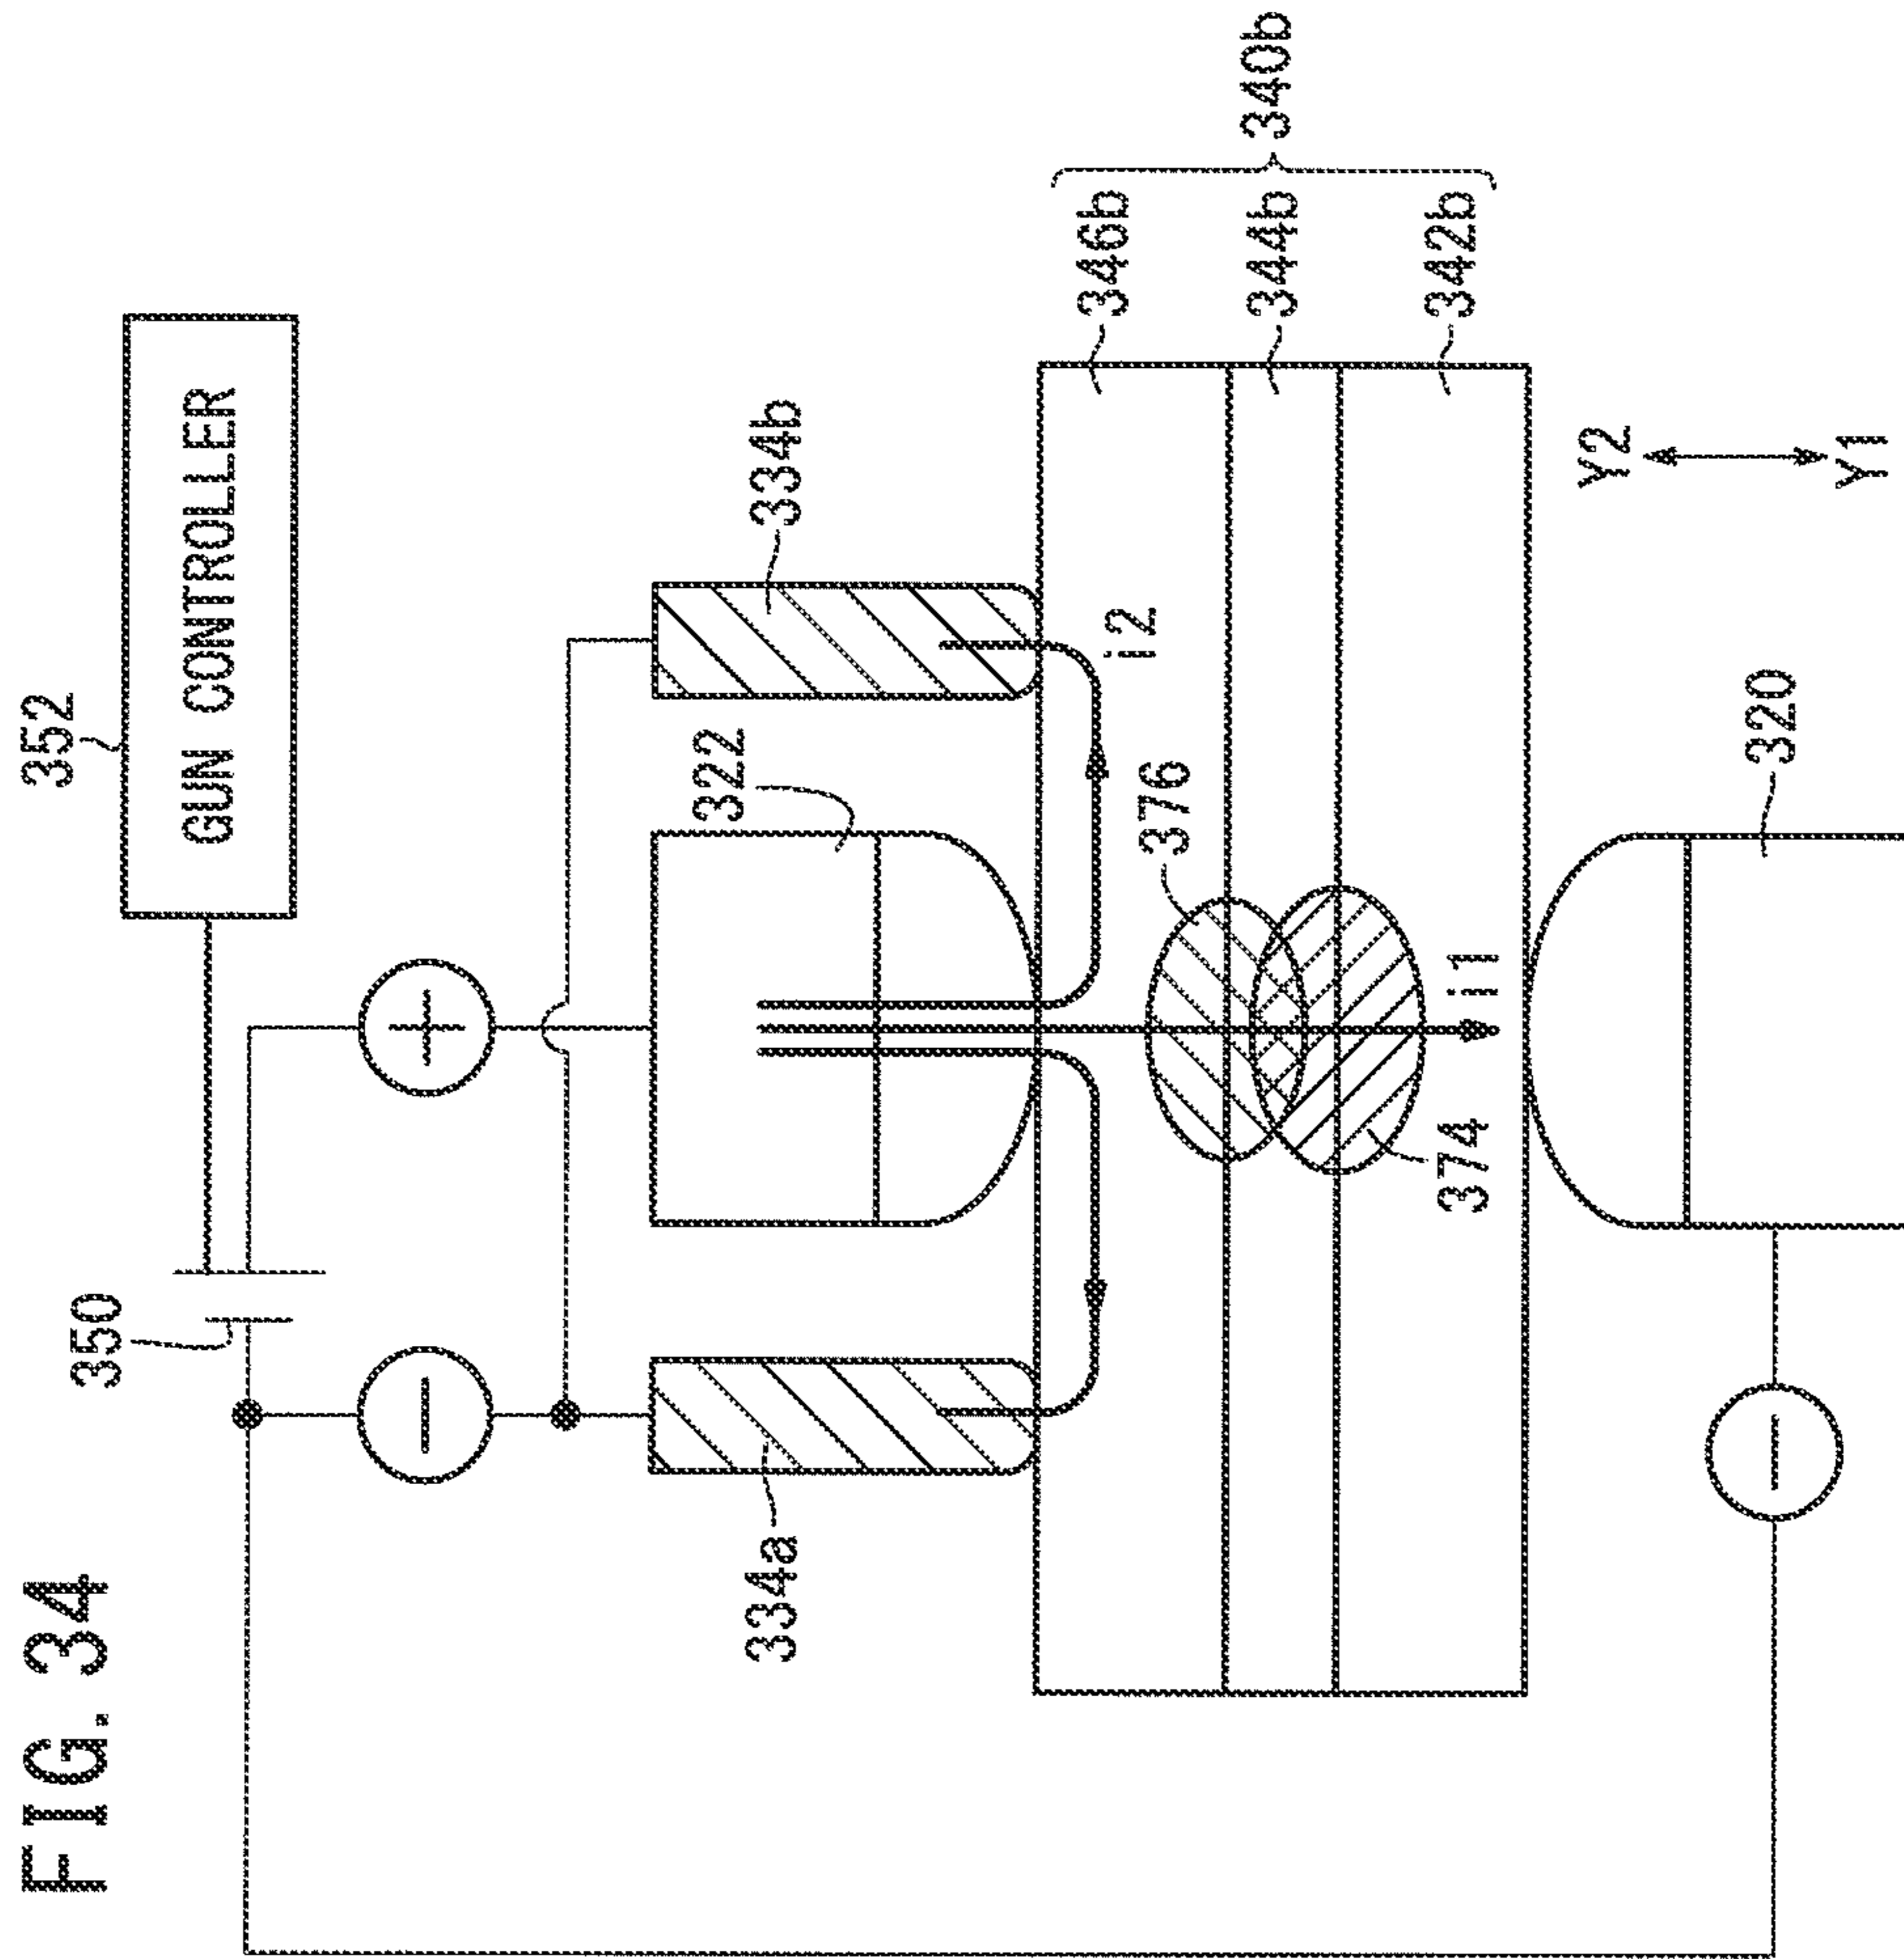 FIG. 34
352
GUN CONTROLLER
350
+
−
334a
322
334b
i2
376
346b
344b
342b
340b
374
i1
Y2
Y1
320
−